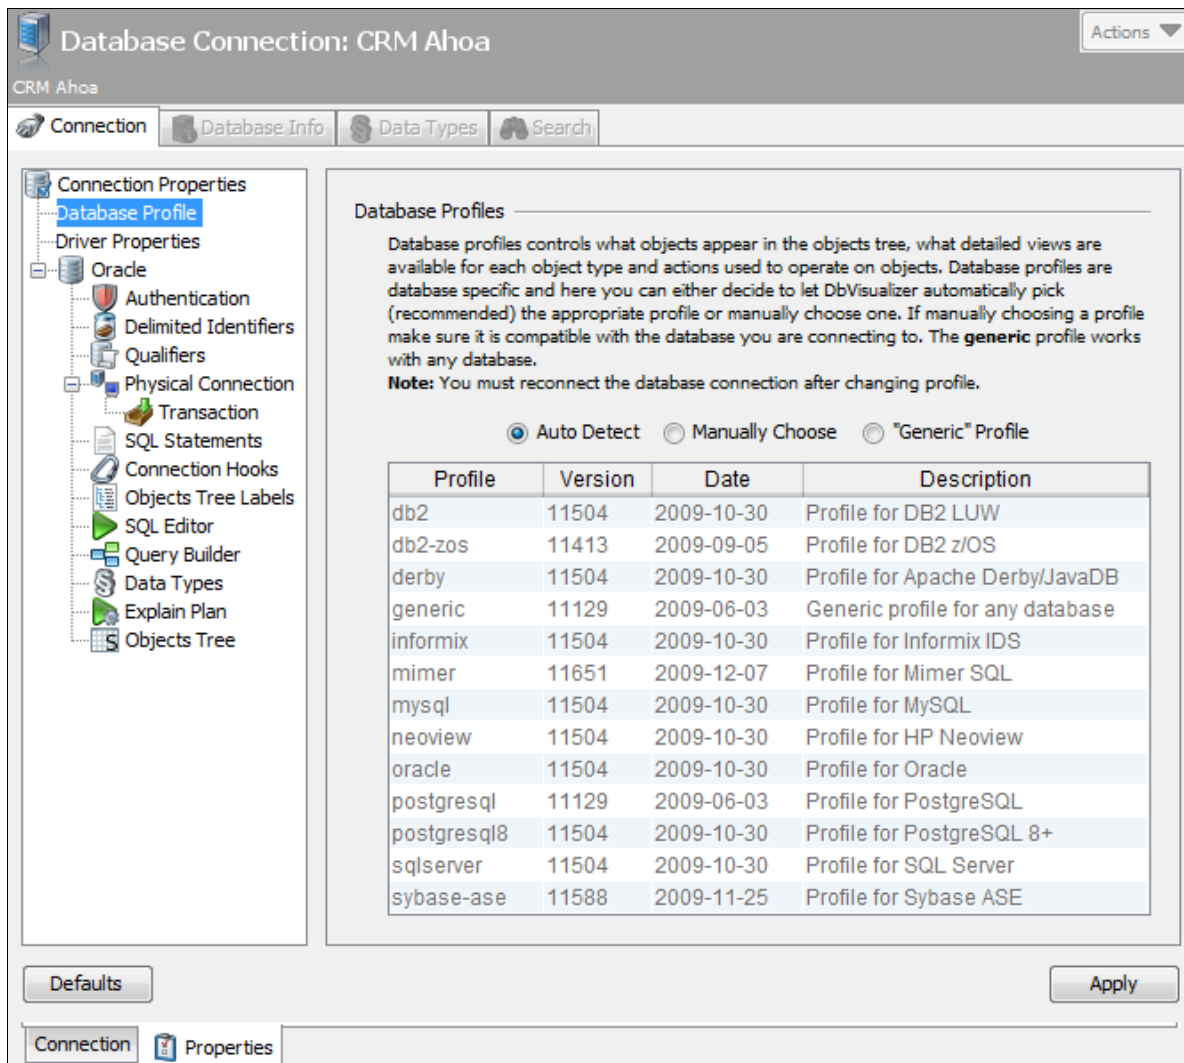 Database Connection: CRM Ahoa
Actions
CRM Ahoa
Connection
Database Info
Data Types
Search
Connection Properties
Database Profile
Driver Properties
Oracle
Authentication
Delimited Identifiers
Qualifiers
Physical Connection
Transaction
SQL Statements
Connection Hooks
Objects Tree Labels
SQL Editor
Query Builder
Data Types
Explain Plan
Objects Tree
Database Profiles
Database profiles controls what objects appear in the objects tree, what detailed views are
available for each object type and actions used to operate on objects. Database profiles are
database specific and here you can either decide to let DbVisualizer automatically pick
(recommended) the appropriate profile or manually choose one. If manually choosing a profile
make sure it is compatible with the database you are connecting to. The generic profile works
with any database.
Note: You must reconnect the database connection after changing profile.
Auto Detect Manually Choose "Generic" Profile
Profile Version Date Description
db2 11504 2009-10-30 Profile for DB2 LUW
db2-zos 11413 2009-09-05 Profile for DB2 z/OS
derby 11504 2009-10-30 Profile for Apache Derby/JavaDB
generic 11129 2009-06-03 Generic profile for any database
informix 11504 2009-10-30 Profile for Informix IDS
mimer 11651 2009-12-07 Profile for Mimer SQL
mysql 11504 2009-10-30 Profile for MySQL
neoview 11504 2009-10-30 Profile for HP Neoview
oracle 11504 2009-10-30 Profile for Oracle
postgresql 11129 2009-06-03 Profile for PostgreSQL
postgresql8 11504 2009-10-30 Profile for PostgreSQL 8+
sqlserver 11504 2009-10-30 Profile for SQL Server
sybase-ase 11588 2009-11-25 Profile for Sybase ASE
Defaults
Apply
Connection
Properties